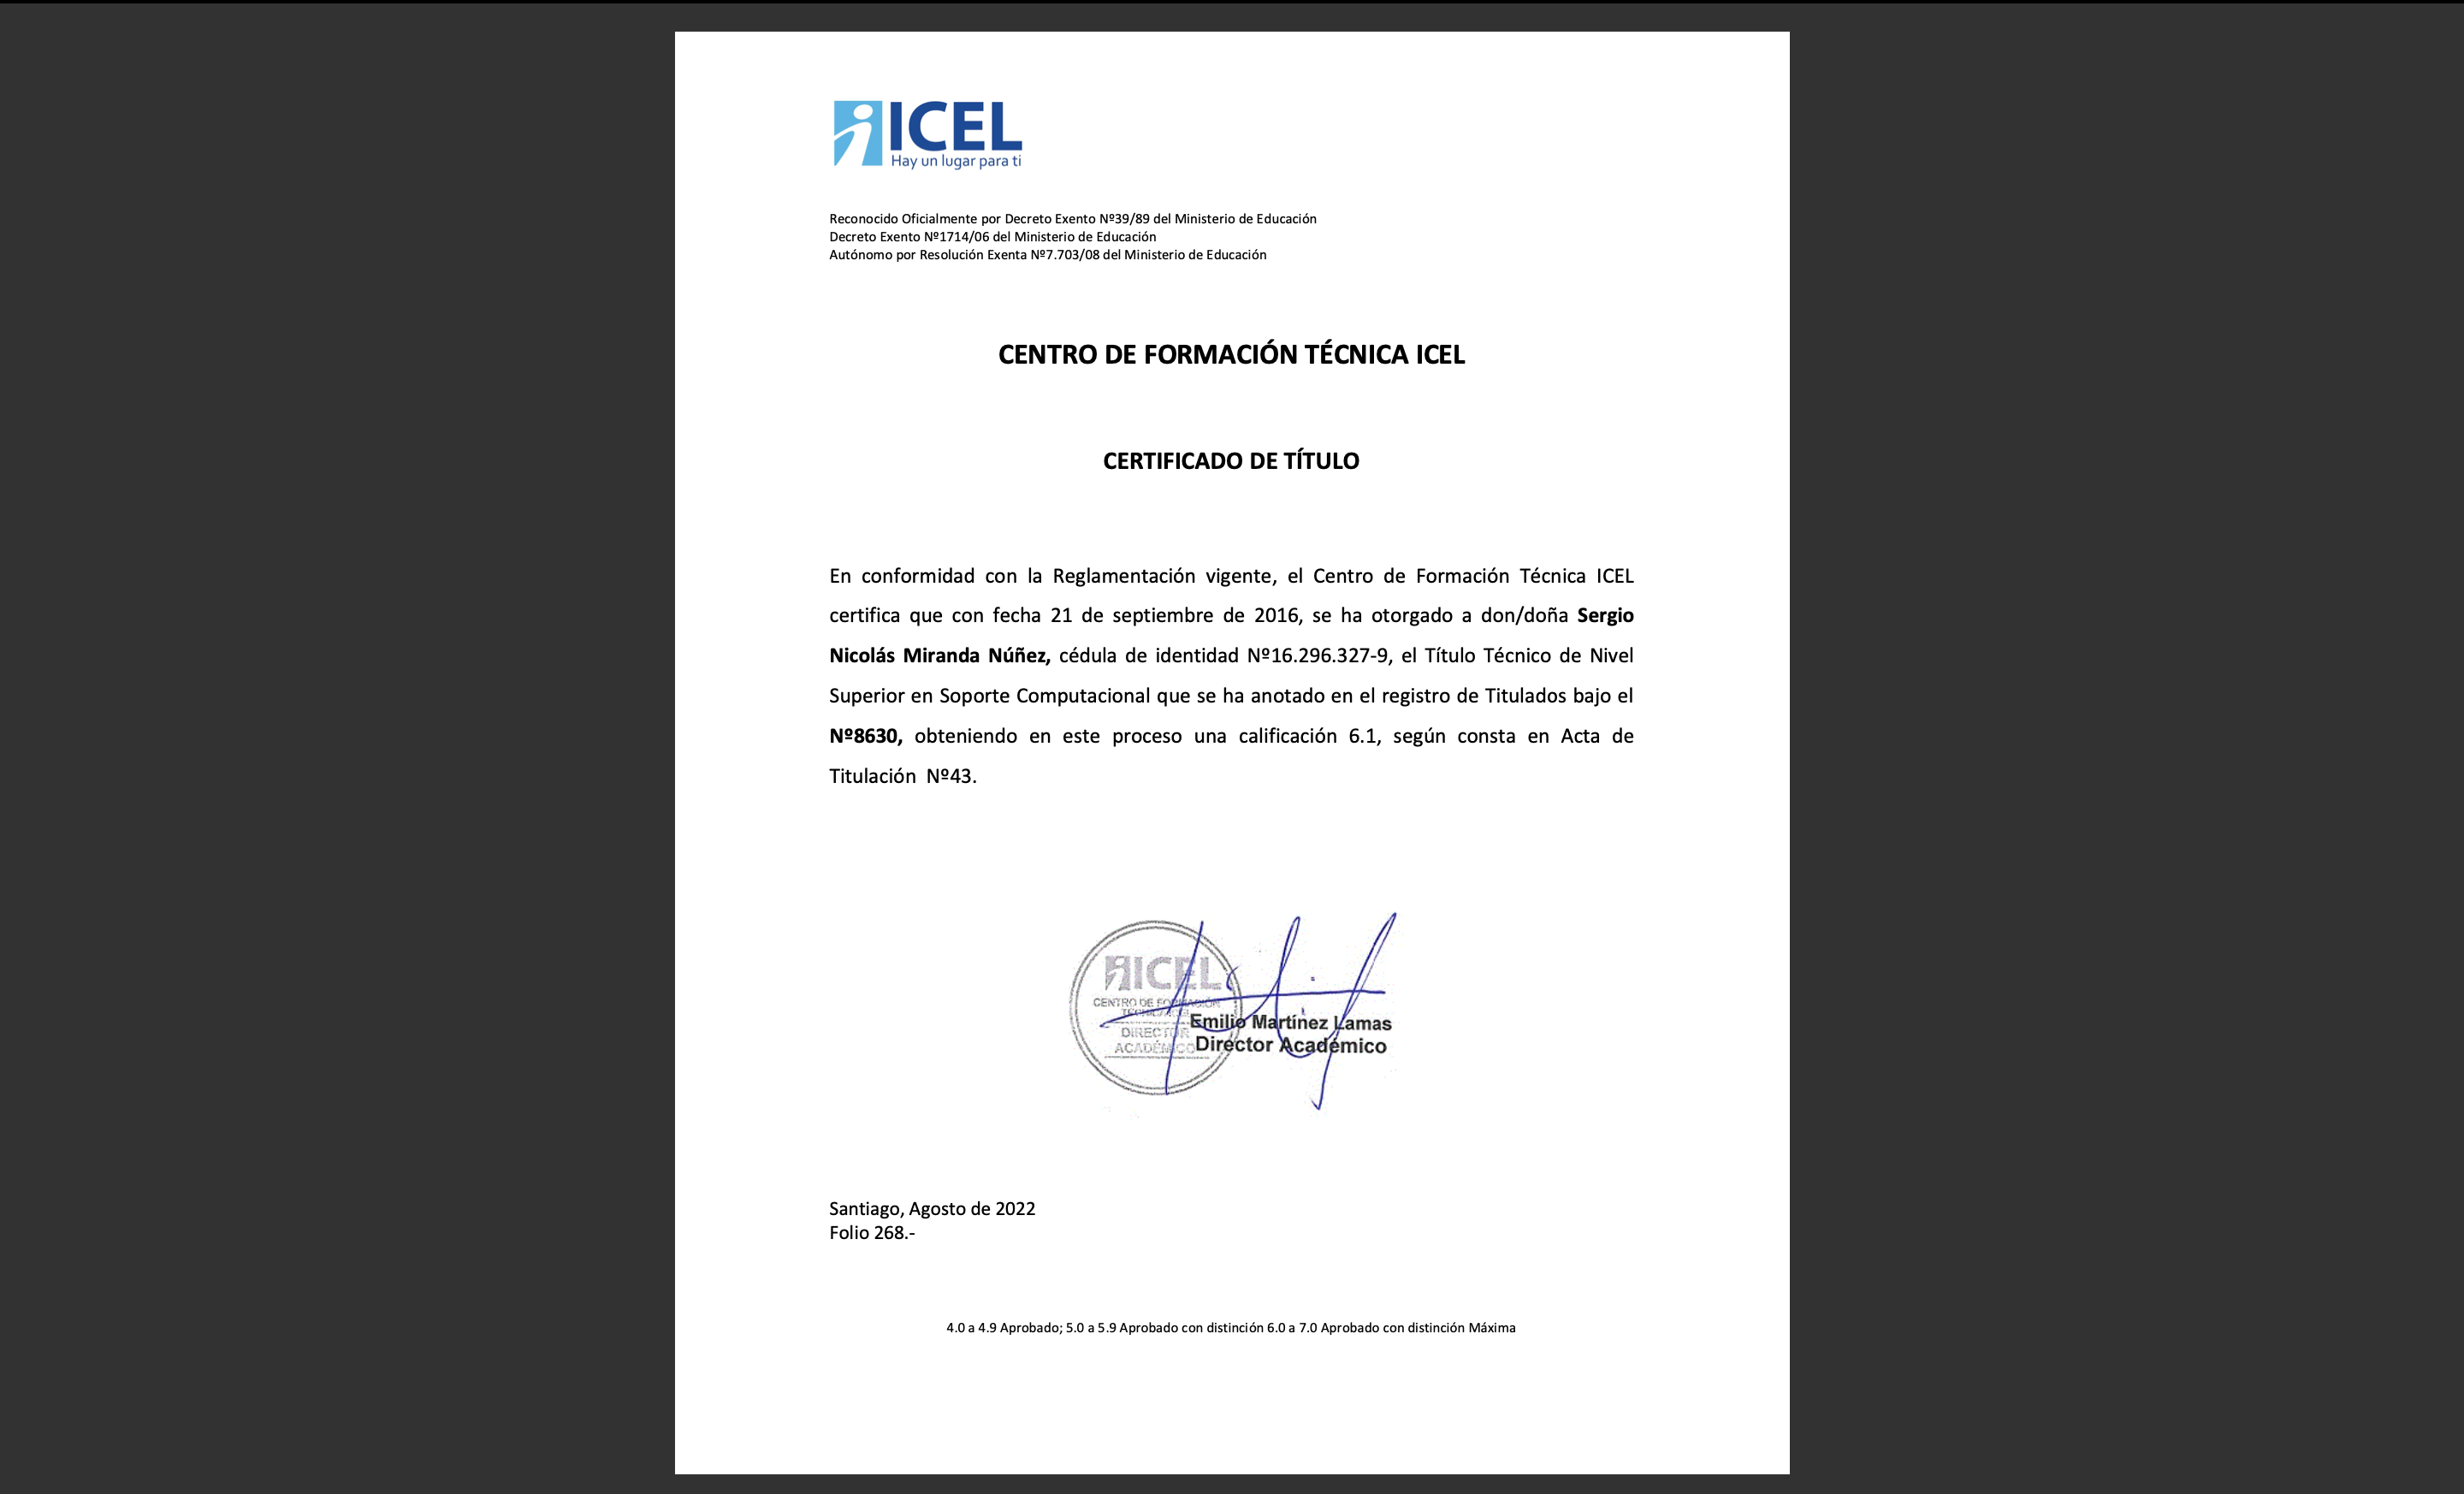 ICEL
Hay un lugar para ti
Reconocido Oficialmente por Decreto Exento Nº39/89 del Ministerio de Educación
Decreto Exento Nº1714/06 del Ministerio de Educación
Autónomo por Resolución Exenta Nº7.703/08 del Ministerio de Educación
CENTRO DE FORMACIÓN TÉCNICA ICEL
CERTIFICADO DE TÍTULO
En conformidad con la Reglamentación vigente, el Centro de Formación Técnica ICEL
certifica que con fecha 21 de septiembre de 2016, se ha otorgado a don/doña Sergio
Nicolás Miranda Núñez, cédula de identidad Nº16.296.327-9, el Título Técnico de Nivel
Superior en Soporte Computacional que se ha anotado en el registro de Titulados bajo el
Nº8630, obteniendo en este proceso una calificación 6.1, según consta en Acta de
Titulación Nº43.
ICEL
CENTRO DE FORMACIÓN
DIRECTOR
ACADÉMICO
Emilio Martínez Lamas
Director Académico
Santiago, Agosto de 2022
Folio 268.-
4.0 a 4.9 Aprobado; 5.0 a 5.9 Aprobado con distinción 6.0 a 7.0 Aprobado con distinción Máxima